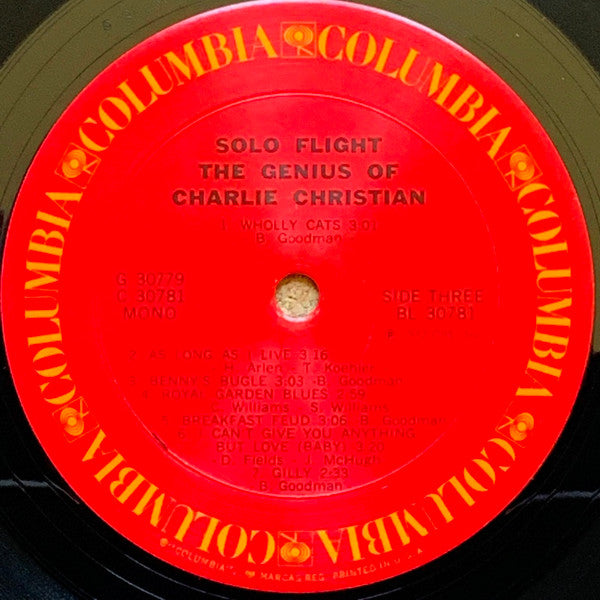 COLUMBIA COLUMBIA COLUMBIA COLUMBIA COLUMBIA COLUMBIA
SOLO FLIGHT
THE GENIUS OF
CHARLIE CHRISTIAN
1. WHOLLY CATS 3:01
B. Goodman
G 30779
C 30781
MONO
SIDE THREE
BL 30781
2. AS LONG AS I LIVE 3:16
H. Arlen - T. Koehler
3. BENNY'S BUGLE 3:03 -B. Goodman
4. ROYAL GARDEN BLUES 2:59
C. Williams - S. Williams
5. BREAKFAST FEUD 3:06 - B. Goodman
6. I CAN'T GIVE YOU ANYTHING
BUT LOVE (BABY) 3:20
D. Fields - J. McHugh
7. GILLY 2:33
B. Goodman
"COLUMBIA", MARCAS REG. PRINTED IN U.S.A.